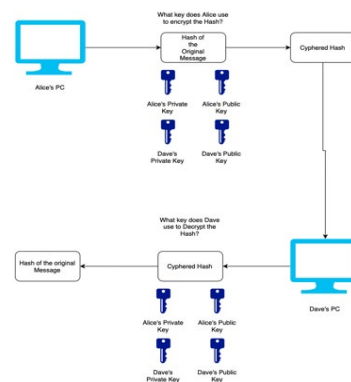 What key does Alice use
to encrypt the Hash?
Hash of
the
Original
Message
Cyphered Hash
Alice's PC
Alice's Private
Key
Alice's Public
Key
Dave's
Private Key
Dave's Public
Key
What key does Dave
use to Decrypt the
Hash?
Hash of the original
Message
Cyphered Hash
Dave's PC
Alice's Private
Key
Alice's Public
Key
Dave's
Private Key
Dave's Public
Key